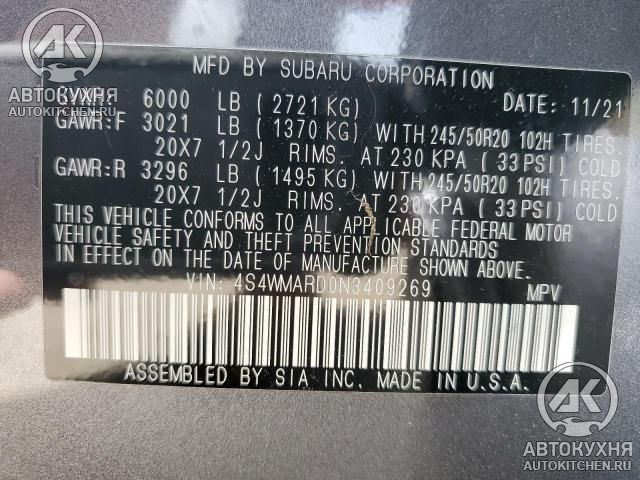 MFD BY SUBARU CORPORATION
6000 LB ( 2721 KG) DATE: 11/21
GAWR:F 3021 LB ( 1370 KG) WITH 245/50R20 102H TIRES.
20X7 1/2J RIMS. AT 230 KPA ( 33 PSI) COLD
GAWR:R 3296 LB ( 1495 KG) WITH 245/50R20 102H TIRES.
20X7 1/2J RIMS. AT 230 KPA ( 33 PSI) COLD
THIS VEHICLE CONFORMS TO ALL APPLICABLE FEDERAL MOTOR
VEHICLE SAFETY AND THEFT PREVENTION STANDARDS
IN EFFECT ON THE DATE OF MANUFACTURE SHOWN ABOVE.
VIN: 4S4WMARD0N3409269 MPV
ASSEMBLED BY SIA INC. MADE IN U.S.A.
AK
АВТОКУХНЯ
AUTOKITCHEN.RU
AK
АВТОКУХНЯ
AUTOKITCHEN.RU